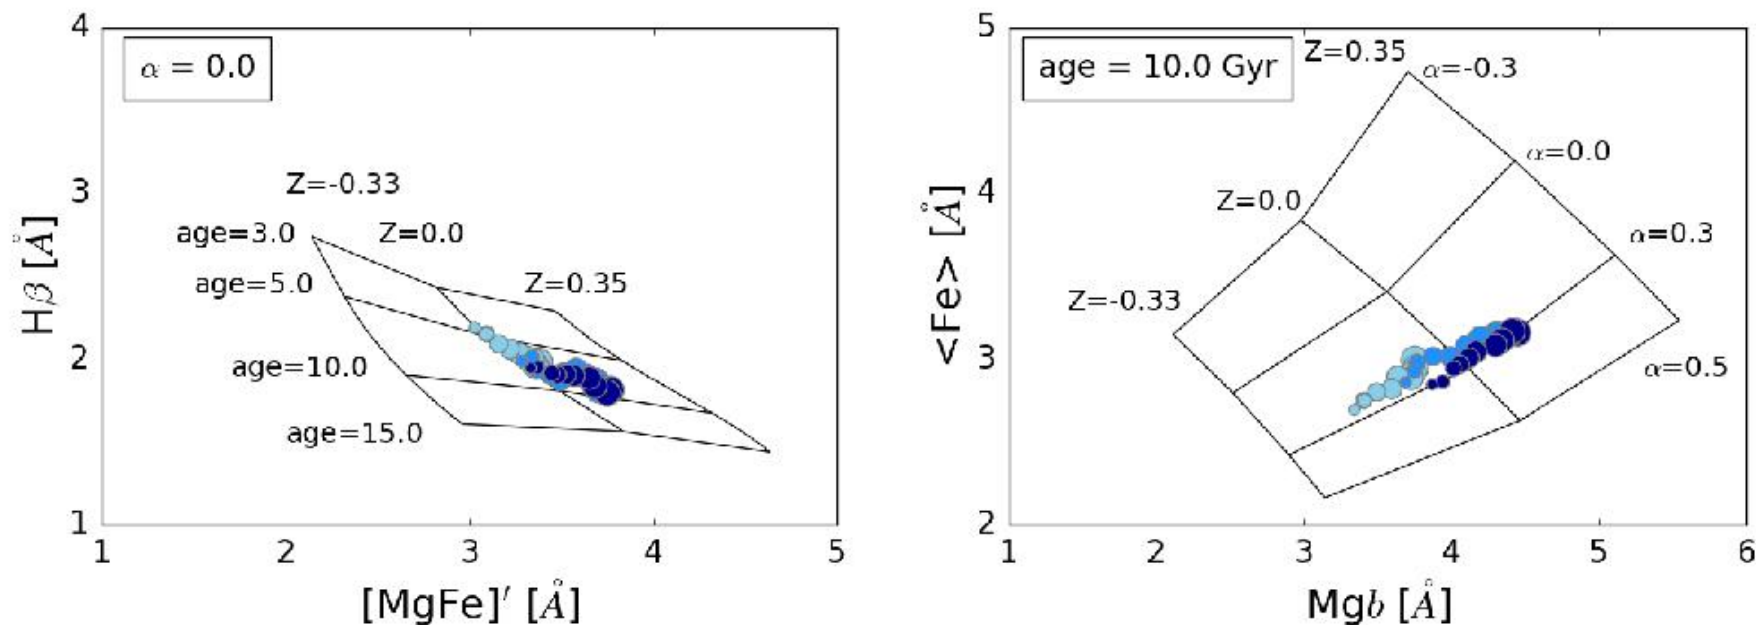 4
α = 0.0
3
Z=-0.33
age=3.0
Z=0.0
age=5.0
Z=0.35
Hβ [Å]
2
age=10.0
age=15.0
1
1
2
3
4
5
[MgFe]′ [Å]
5
age = 10.0 Gyr
Z=0.35
α=-0.3
α=0.0
4
Z=0.0
α=0.3
Z=-0.33
<Fe> [Å]
3
α=0.5
2
1
2
3
4
5
6
Mgb [Å]